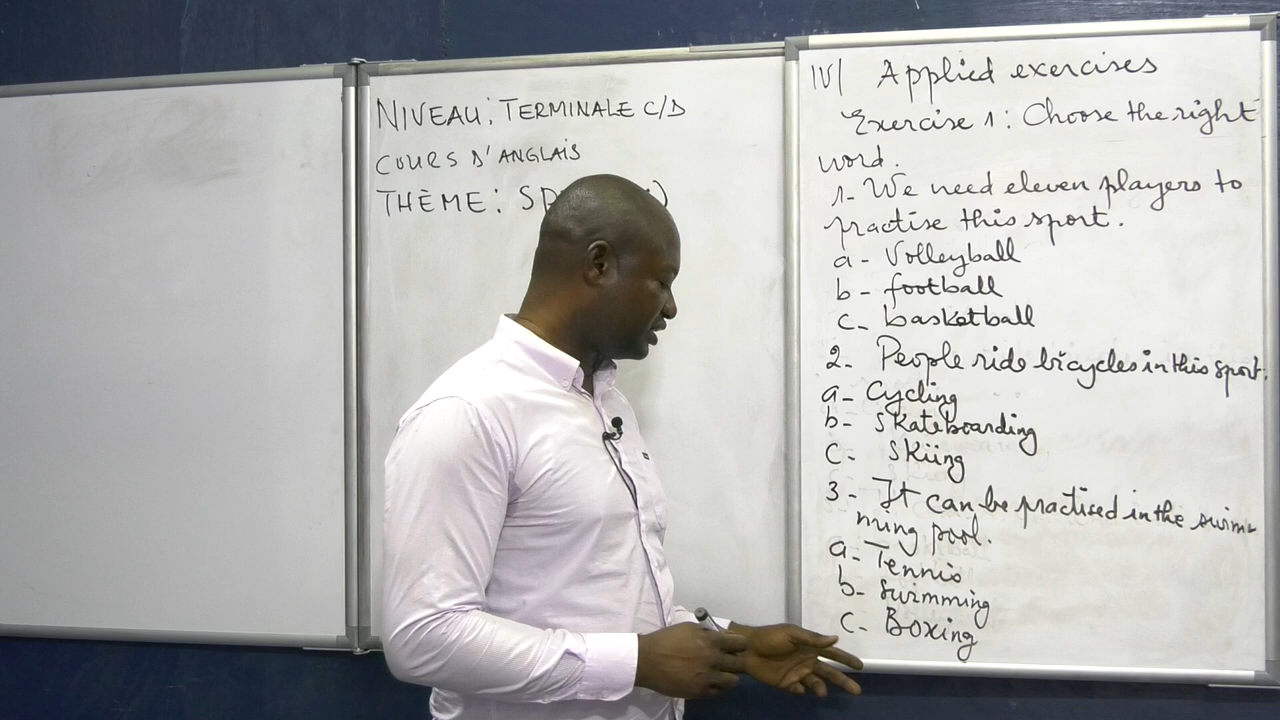 NIVEAU: TERMINALE C/D
COURS D'ANGLAIS
THÈME:
IV/ Applied exercises
Exercise 1: Choose the right
word.
1- We need eleven players to
practise this sport.
a- Volleyball
b- football
c- basketball
2- People ride bicycles in this sport.
a- Cycling
b- Skateboarding
c- Skiing
3- It can be practised in the swim-
ming pool.
a- Tennis
b- Swimming
c- Boxing